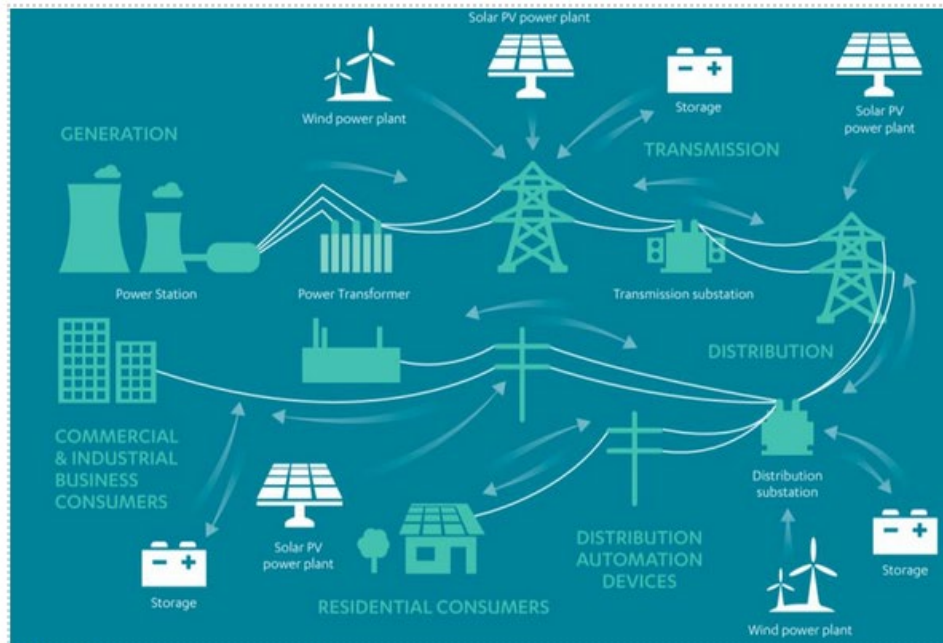 Solar PV power plant
Wind power plant
Storage
Solar PV
power plant
GENERATION
TRANSMISSION
Power Station
Power Transformer
Transmission substation
DISTRIBUTION
COMMERCIAL
& INDUSTRIAL
BUSINESS
CONSUMERS
Distribution
substation
Solar PV
power plant
Storage
RESIDENTIAL CONSUMERS
DISTRIBUTION
AUTOMATION
DEVICES
Wind power plant
Storage